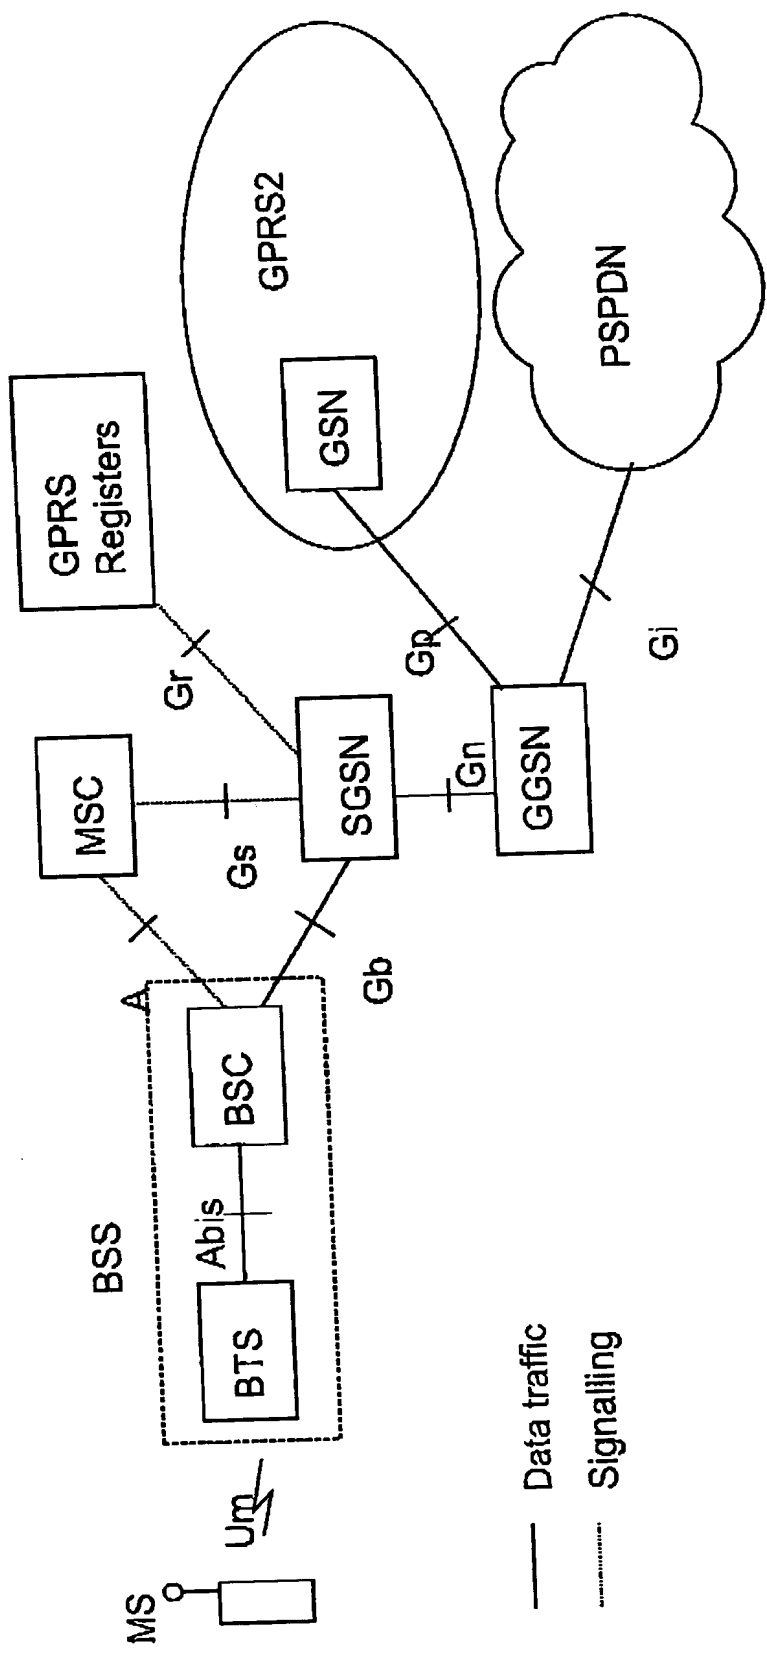 MS
Um
BSS
BTS
Abis
BSC
A
Gb
MSC
Gs
SGSN
Gr
GPRS
Registers
Gn
GGSN
Gp
GSN
GPRS2
Gi
PSPDN
Data traffic
Signalling